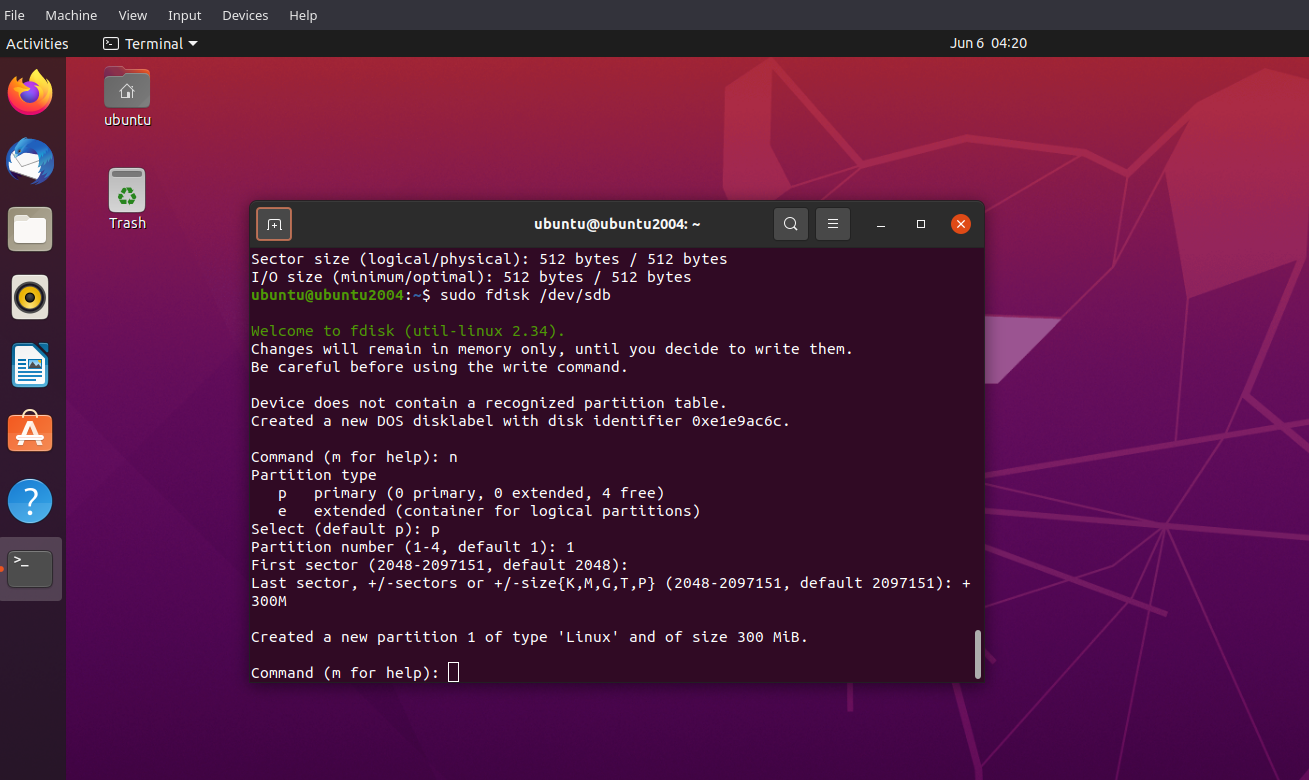 File Machine View Input Devices Help
Activities Terminal Jun 6 04:20
ubuntu
Trash
ubuntu@ubuntu2004: ~
Sector size (logical/physical): 512 bytes / 512 bytes
I/O size (minimum/optimal): 512 bytes / 512 bytes
ubuntu@ubuntu2004:~$ sudo fdisk /dev/sdb
Welcome to fdisk (util-linux 2.34).
Changes will remain in memory only, until you decide to write them.
Be careful before using the write command.
Device does not contain a recognized partition table.
Created a new DOS disklabel with disk identifier 0xe1e9ac6c.
Command (m for help): n
Partition type
p primary (0 primary, 0 extended, 4 free)
e extended (container for logical partitions)
Select (default p): p
Partition number (1-4, default 1): 1
First sector (2048-2097151, default 2048):
Last sector, +/-sectors or +/-size{K,M,G,T,P} (2048-2097151, default 2097151): +
300M
Created a new partition 1 of type 'Linux' and of size 300 MiB.
Command (m for help):